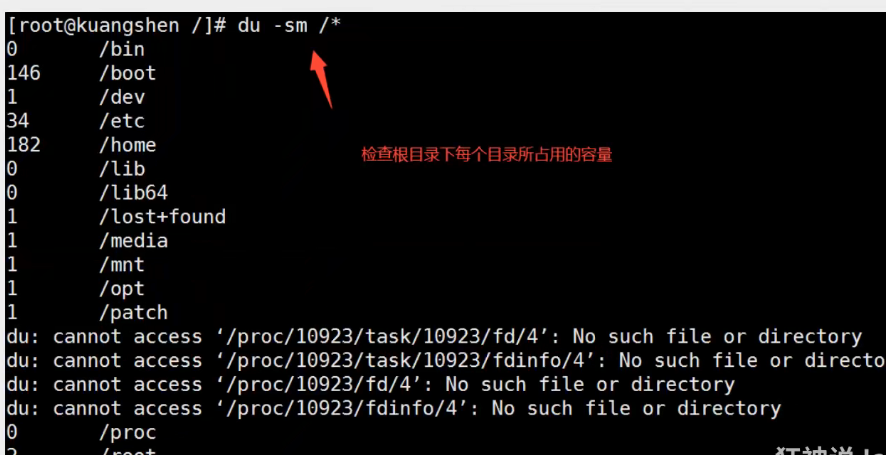 [root@kuangshen /]# du -sm /*
0 /bin
146 /boot
1 /dev
34 /etc
182 /home
检查根目录下每个目录所占用的容量
0 /lib
0 /lib64
1 /lost+found
1 /media
1 /mnt
1 /opt
1 /patch
du: cannot access ‘/proc/10923/task/10923/fd/4’: No such file or directory
du: cannot access ‘/proc/10923/task/10923/fdinfo/4’: No such file or directo
du: cannot access ‘/proc/10923/fd/4’: No such file or directory
du: cannot access ‘/proc/10923/fdinfo/4’: No such file or directory
0 /proc
/root
狂神说